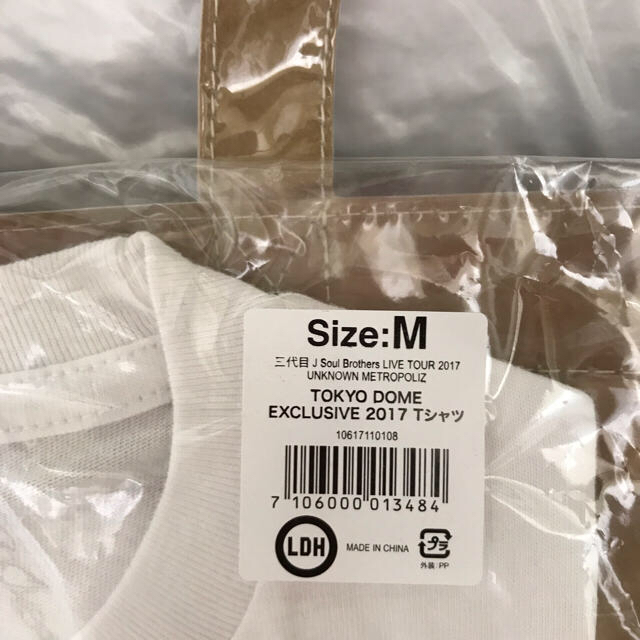 Size:M
三代目 J Soul Brothers LIVE TOUR 2017
UNKNOWN METROPOLIZ
TOKYO DOME
EXCLUSIVE 2017 Tシャツ
10617110108
7 106000 013484
LDH
MADE IN CHINA
プラ
外装/PP